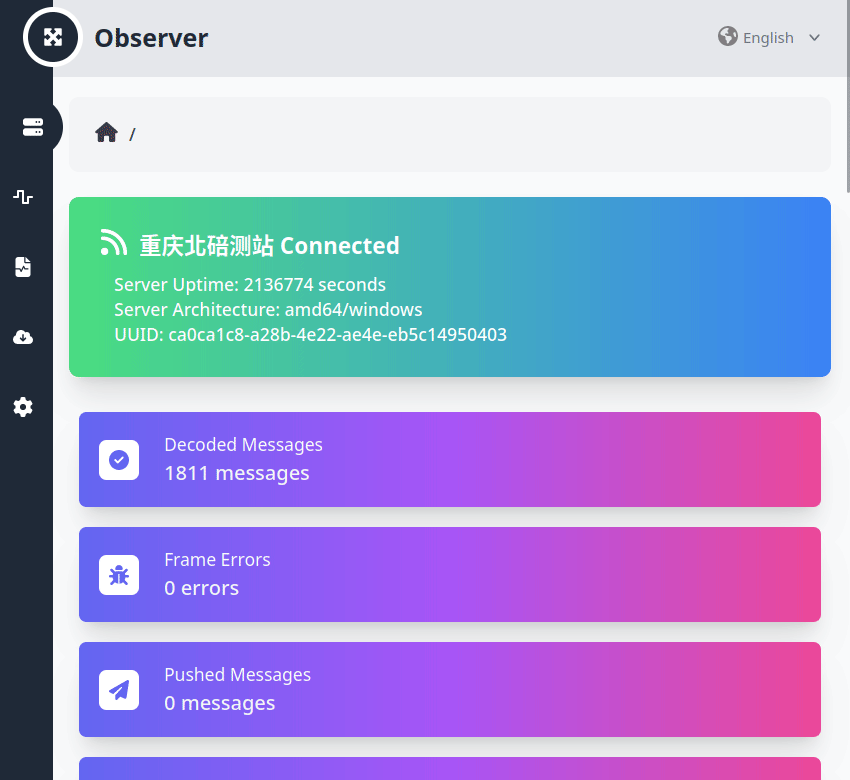 Observer
English
/
重庆北碚测站 Connected
Server Uptime: 2136774 seconds
Server Architecture: amd64/windows
UUID: ca0ca1c8-a28b-4e22-ae4e-eb5c14950403
Decoded Messages
1811 messages
Frame Errors
0 errors
Pushed Messages
0 messages